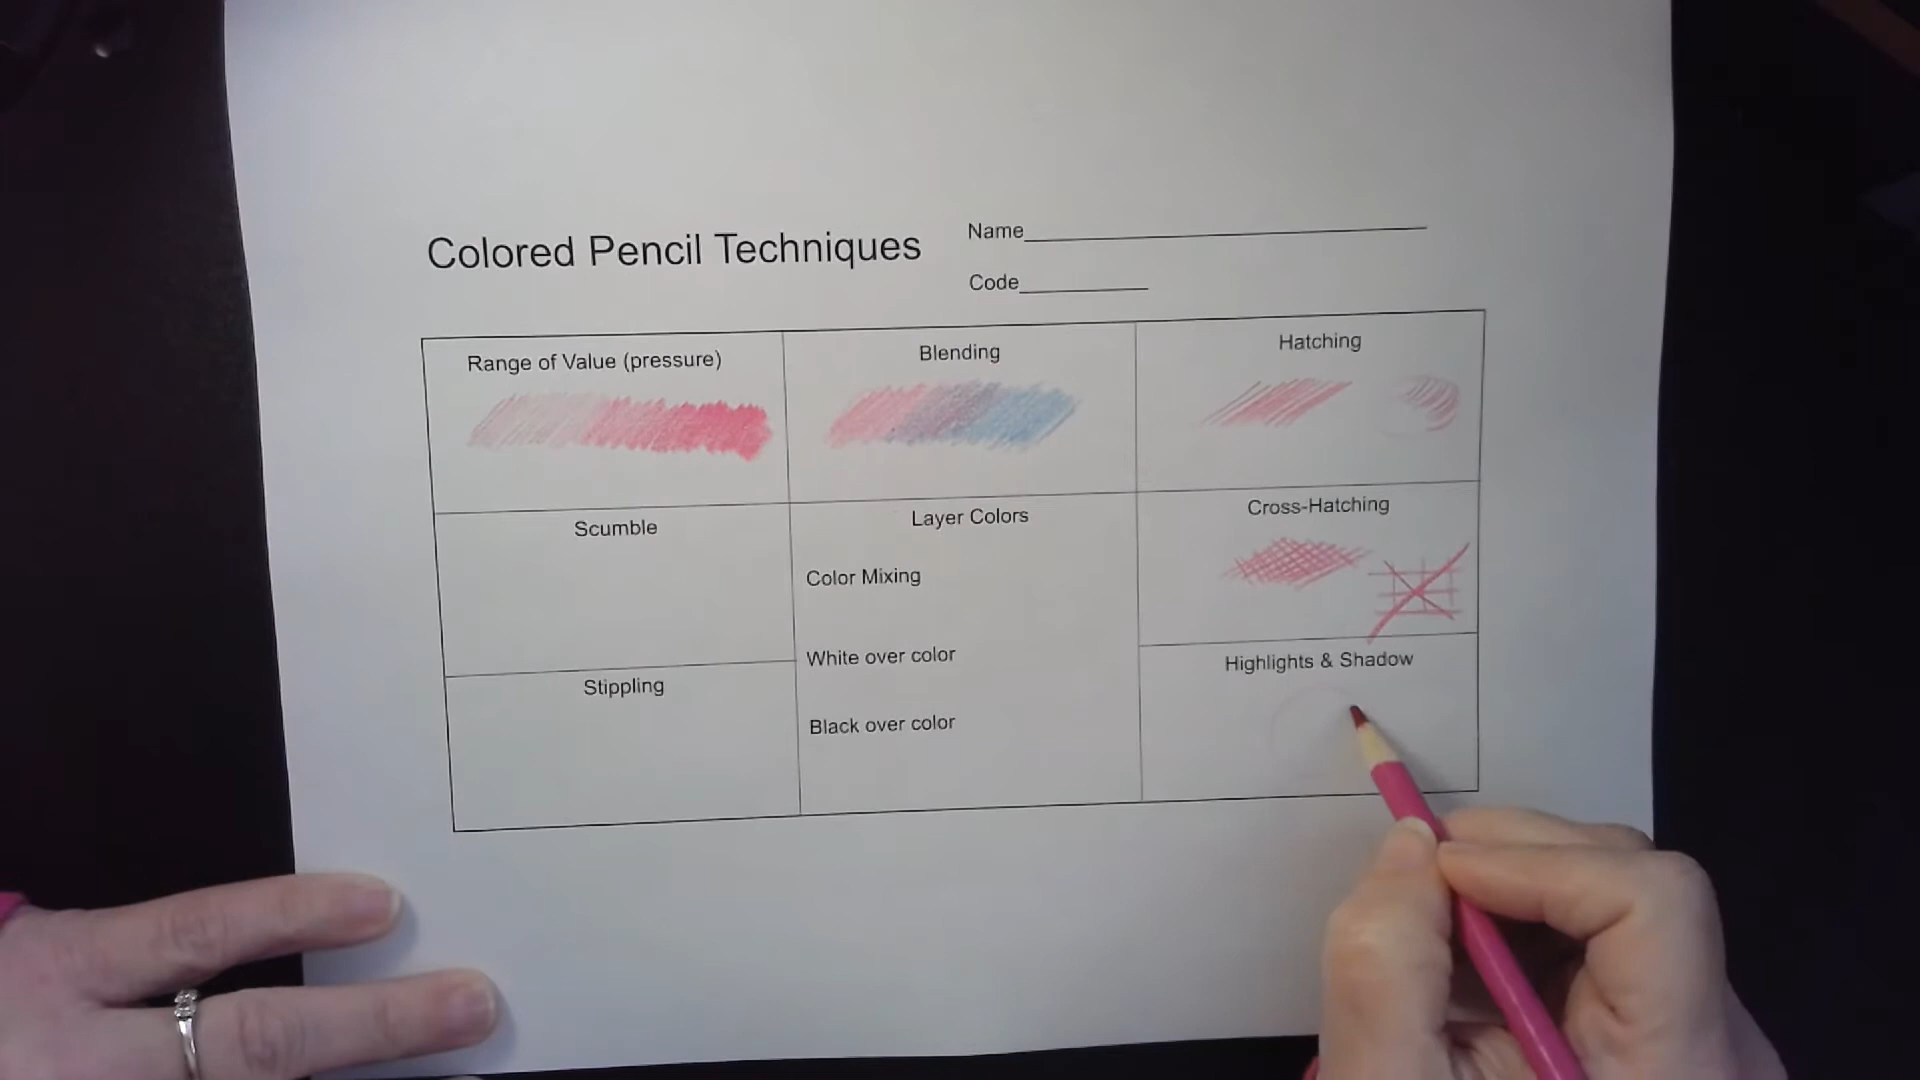 Colored Pencil Techniques
Name
Code
Range of Value (pressure)
Blending
Hatching
Scumble
Layer Colors
Color Mixing
White over color
Black over color
Cross-Hatching
Stippling
Highlights & Shadow